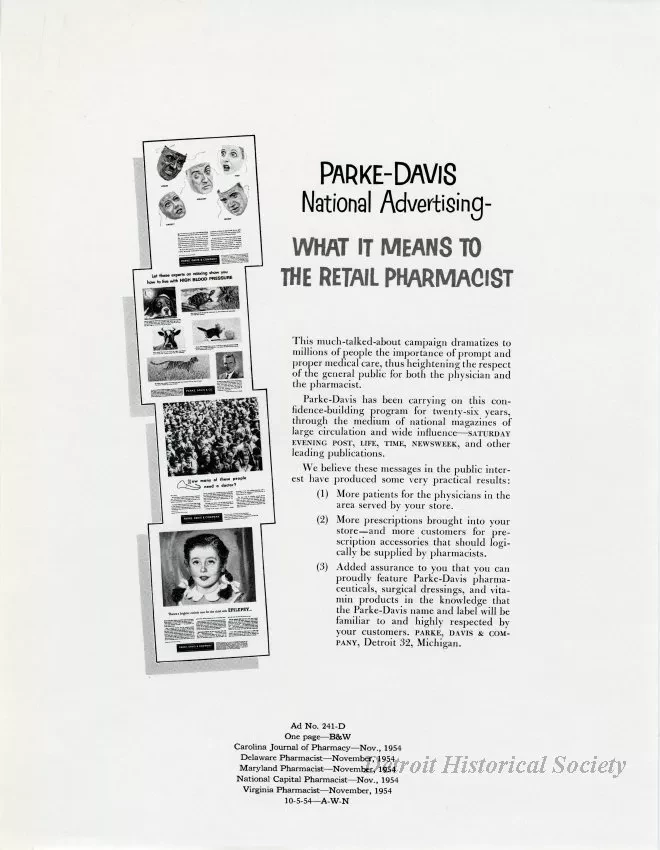 Let these experts on relaxing show you
how to live with HIGH BLOOD PRESSURE
PARKE, DAVIS & CO.
How many of these people
need a doctor?
PARKE, DAVIS & COMPANY
EPILEPSY...
PARKE-DAVIS
National Advertising-
WHAT IT MEANS TO
THE RETAIL PHARMACIST
This much-talked-about campaign dramatizes to
millions of people the importance of prompt and
proper medical care, thus heightening the respect
of the general public for both the physician and
the pharmacist.
Parke-Davis has been carrying on this con-
fidence-building program for twenty-six years,
through the medium of national magazines of
large circulation and wide influence—SATURDAY
EVENING POST, LIFE, TIME, NEWSWEEK, and other
leading publications.
We believe these messages in the public inter-
est have produced some very practical results:
(1) More patients for the physicians in the
area served by your store.
(2) More prescriptions brought into your
store—and more customers for pre-
scription accessories that should logi-
cally be supplied by pharmacists.
(3) Added assurance to you that you can
proudly feature Parke-Davis pharma-
ceuticals, surgical dressings, and vita-
min products in the knowledge that
the Parke-Davis name and label will be
familiar to and highly respected by
your customers. PARKE, DAVIS & COM-
PANY, Detroit 32, Michigan.
Ad No. 241-D
One page—B&W
Carolina Journal of Pharmacy—Nov., 1954
Delaware Pharmacist—November, 1954
Maryland Pharmacist—November, 1954
National Capital Pharmacist—Nov., 1954
Virginia Pharmacist—November, 1954
10-5-54—A-W-N
Detroit Historical Society